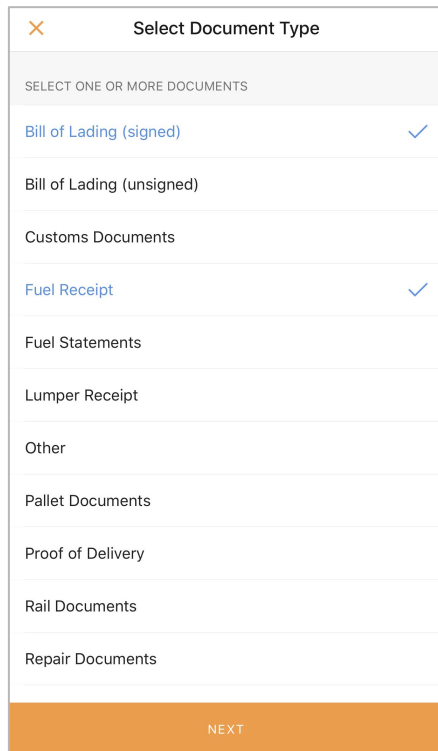 Select Document Type
SELECT ONE OR MORE DOCUMENTS
Bill of Lading (signed)
Bill of Lading (unsigned)
Customs Documents
Fuel Receipt
Fuel Statements
Lumper Receipt
Other
Pallet Documents
Proof of Delivery
Rail Documents
Repair Documents
NEXT